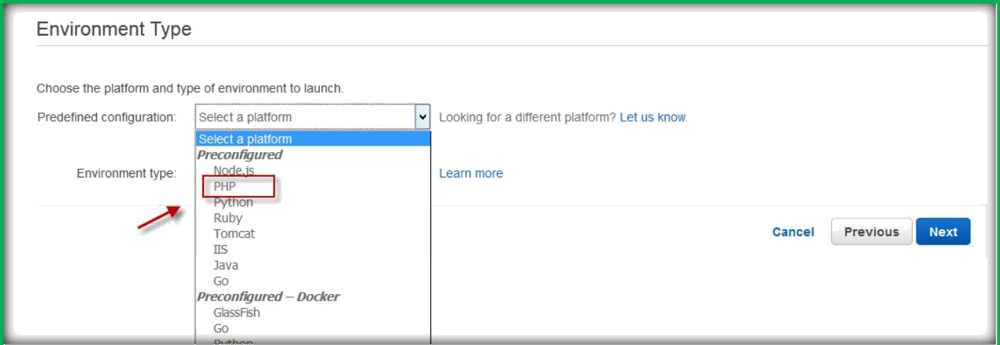 Environment Type
Choose the platform and type of environment to launch.
Predefined configuration: Select a platform Looking for a different platform? Let us know.
Select a platform
Preconfigured
Node.js
Environment type: Learn more
PHP
Python
Ruby
Tomcat
IIS
Java
Go
Preconfigured – Docker
GlassFish
Go
Python
Cancel Previous Next